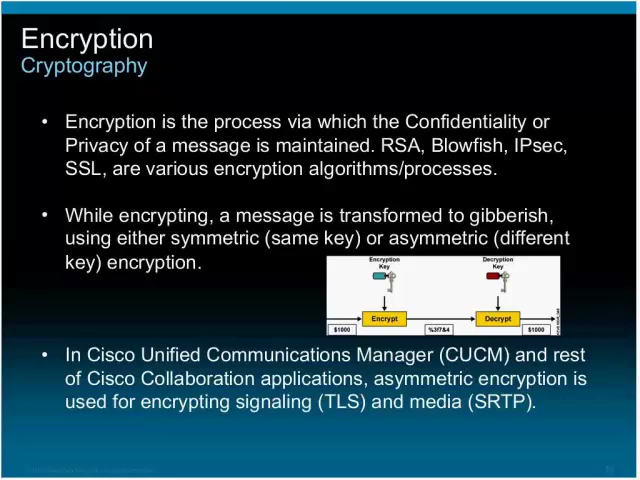 Encryption
Cryptography
• Encryption is the process via which the Confidentiality or
Privacy of a message is maintained. RSA, Blowfish, IPsec,
SSL, are various encryption algorithms/processes.
• While encrypting, a message is transformed to gibberish,
using either symmetric (same key) or asymmetric (different
key) encryption.
Encryption Key
Decryption Key
Encrypt
Decrypt
$1000
%3f7&4
$1000
• In Cisco Unified Communications Manager (CUCM) and rest
of Cisco Collaboration applications, asymmetric encryption is
used for encrypting signaling (TLS) and media (SRTP).